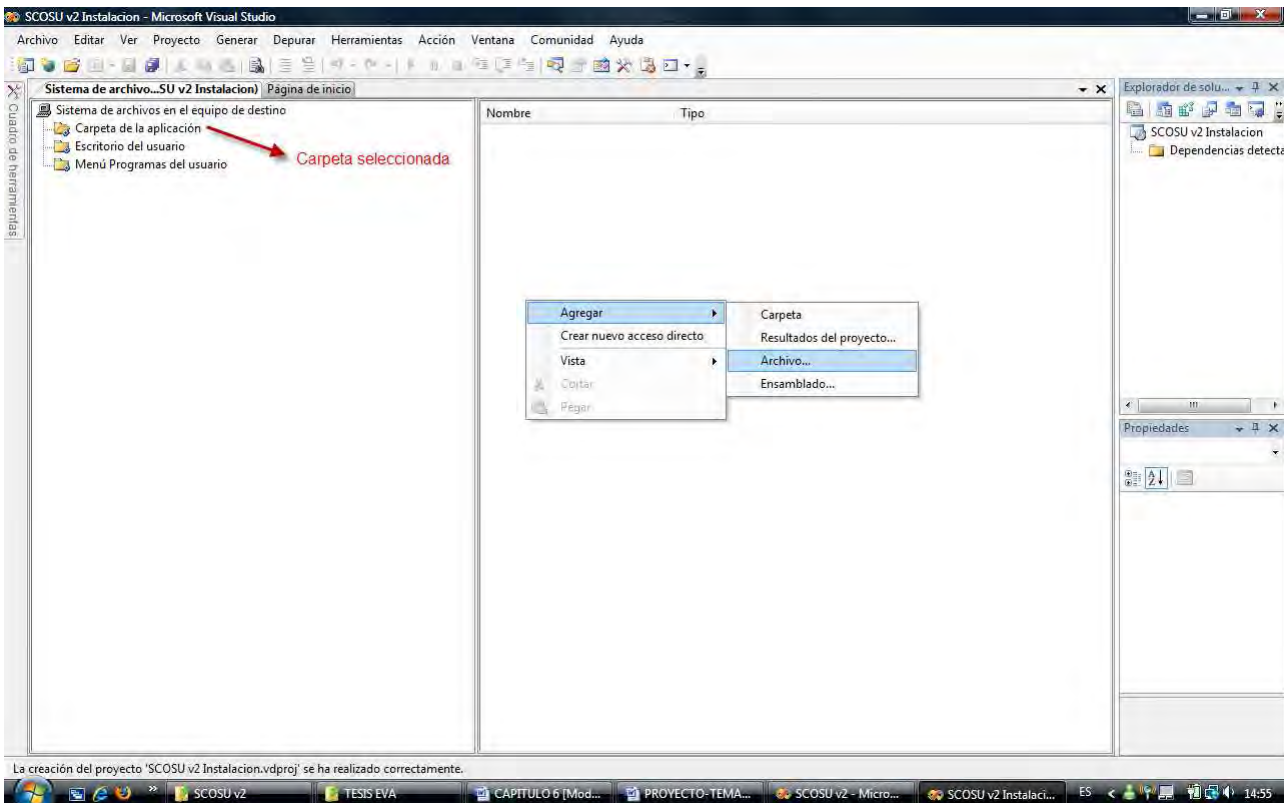 SCOSU v2 Instalacion - Microsoft Visual Studio
Archivo Editar Ver Proyecto Generar Depurar Herramientas Acción Ventana Comunidad Ayuda
Sistema de archivo...SU v2 Instalacion) Página de inicio
Cuadro de herramientas
Sistema de archivos en el equipo de destino
Carpeta de la aplicación
Escritorio del usuario
Menú Programas del usuario
Carpeta seleccionada
Nombre Tipo
Agregar
Crear nuevo acceso directo
Vista
Cortar
Pegar
Carpeta
Resultados del proyecto...
Archivo...
Ensamblado...
Explorador de solu...
SCOSU v2 Instalacion
Dependencias detecta
Propiedades
La creación del proyecto 'SCOSU v2 Instalacion.vdproj' se ha realizado correctamente.
SCOSU v2 TESIS EVA CAPITULO 6 [Mod... PROYECTO-TEMA... SCOSU v2 - Micro... SCOSU v2 Instalaci... ES 14:55